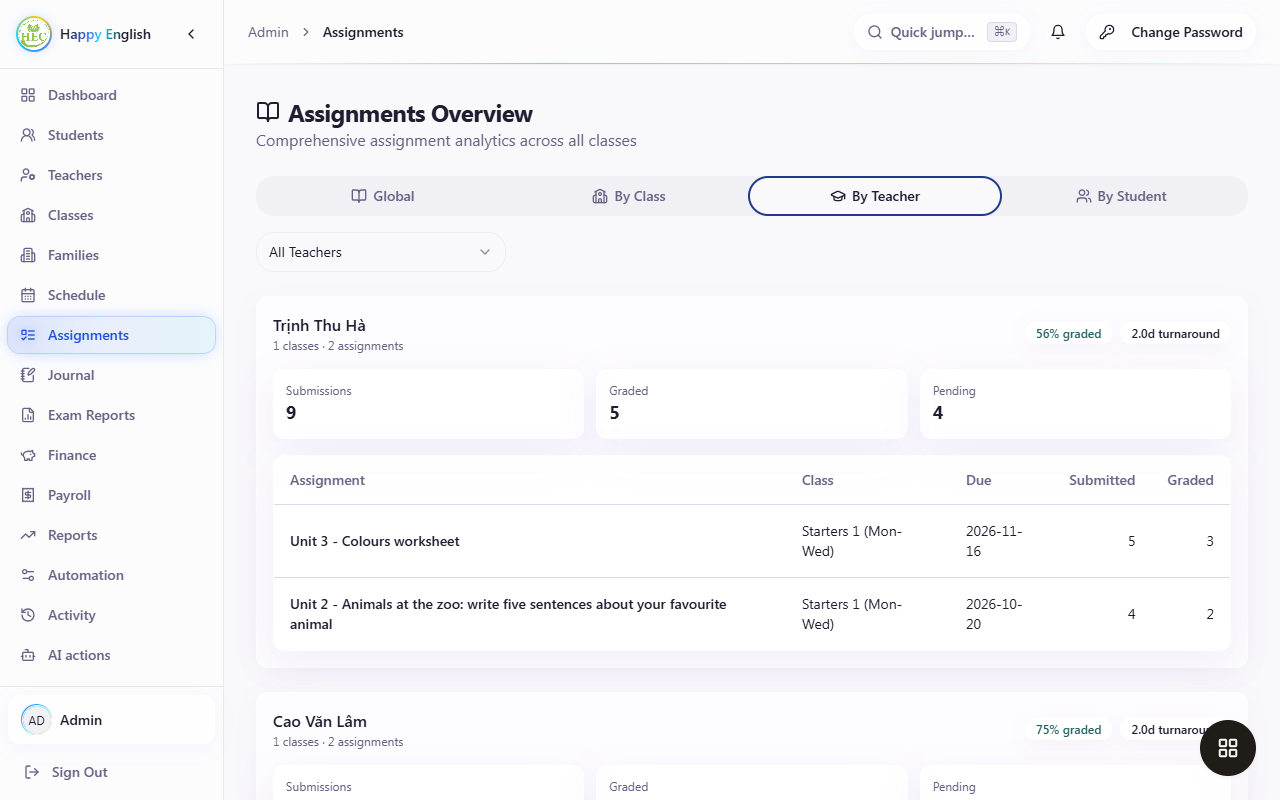 HEC
Happy English
Admin > Assignments
Quick jump... ⌘K
Change Password
Dashboard
Students
Teachers
Classes
Families
Schedule
Assignments
Journal
Exam Reports
Finance
Payroll
Reports
Automation
Activity
AI actions
AD Admin
Sign Out
Assignments Overview
Comprehensive assignment analytics across all classes
Global
By Class
By Teacher
By Student
All Teachers
Trịnh Thu Hà
1 classes · 2 assignments
56% graded
2.0d turnaround
Submissions
9
Graded
5
Pending
4
Assignment Class Due Submitted Graded
Unit 3 - Colours worksheet
Starters 1 (Mon-
Wed)
2026-11-
16
5
3
Unit 2 - Animals at the zoo: write five sentences about your favourite
animal
Starters 1 (Mon-
Wed)
2026-10-
20
4
2
Cao Văn Lâm
1 classes · 2 assignments
75% graded
2.0d
Submissions
Graded
Pending